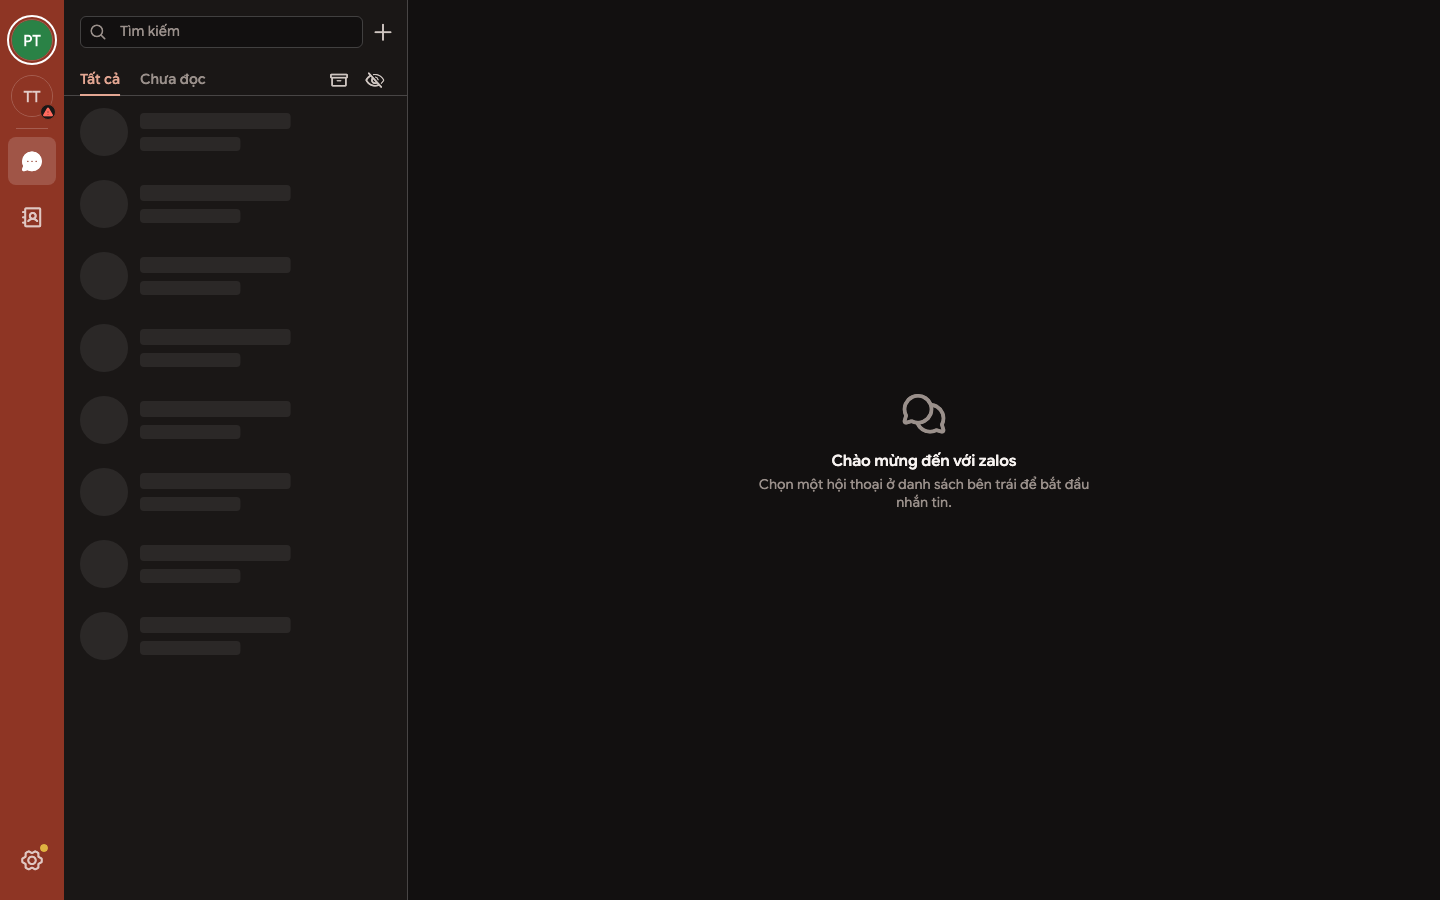 PT
TT
Tìm kiếm
Tất cả
Chưa đọc
Chào mừng đến với zalos
Chọn một hội thoại ở danh sách bên trái để bắt đầu
nhắn tin.